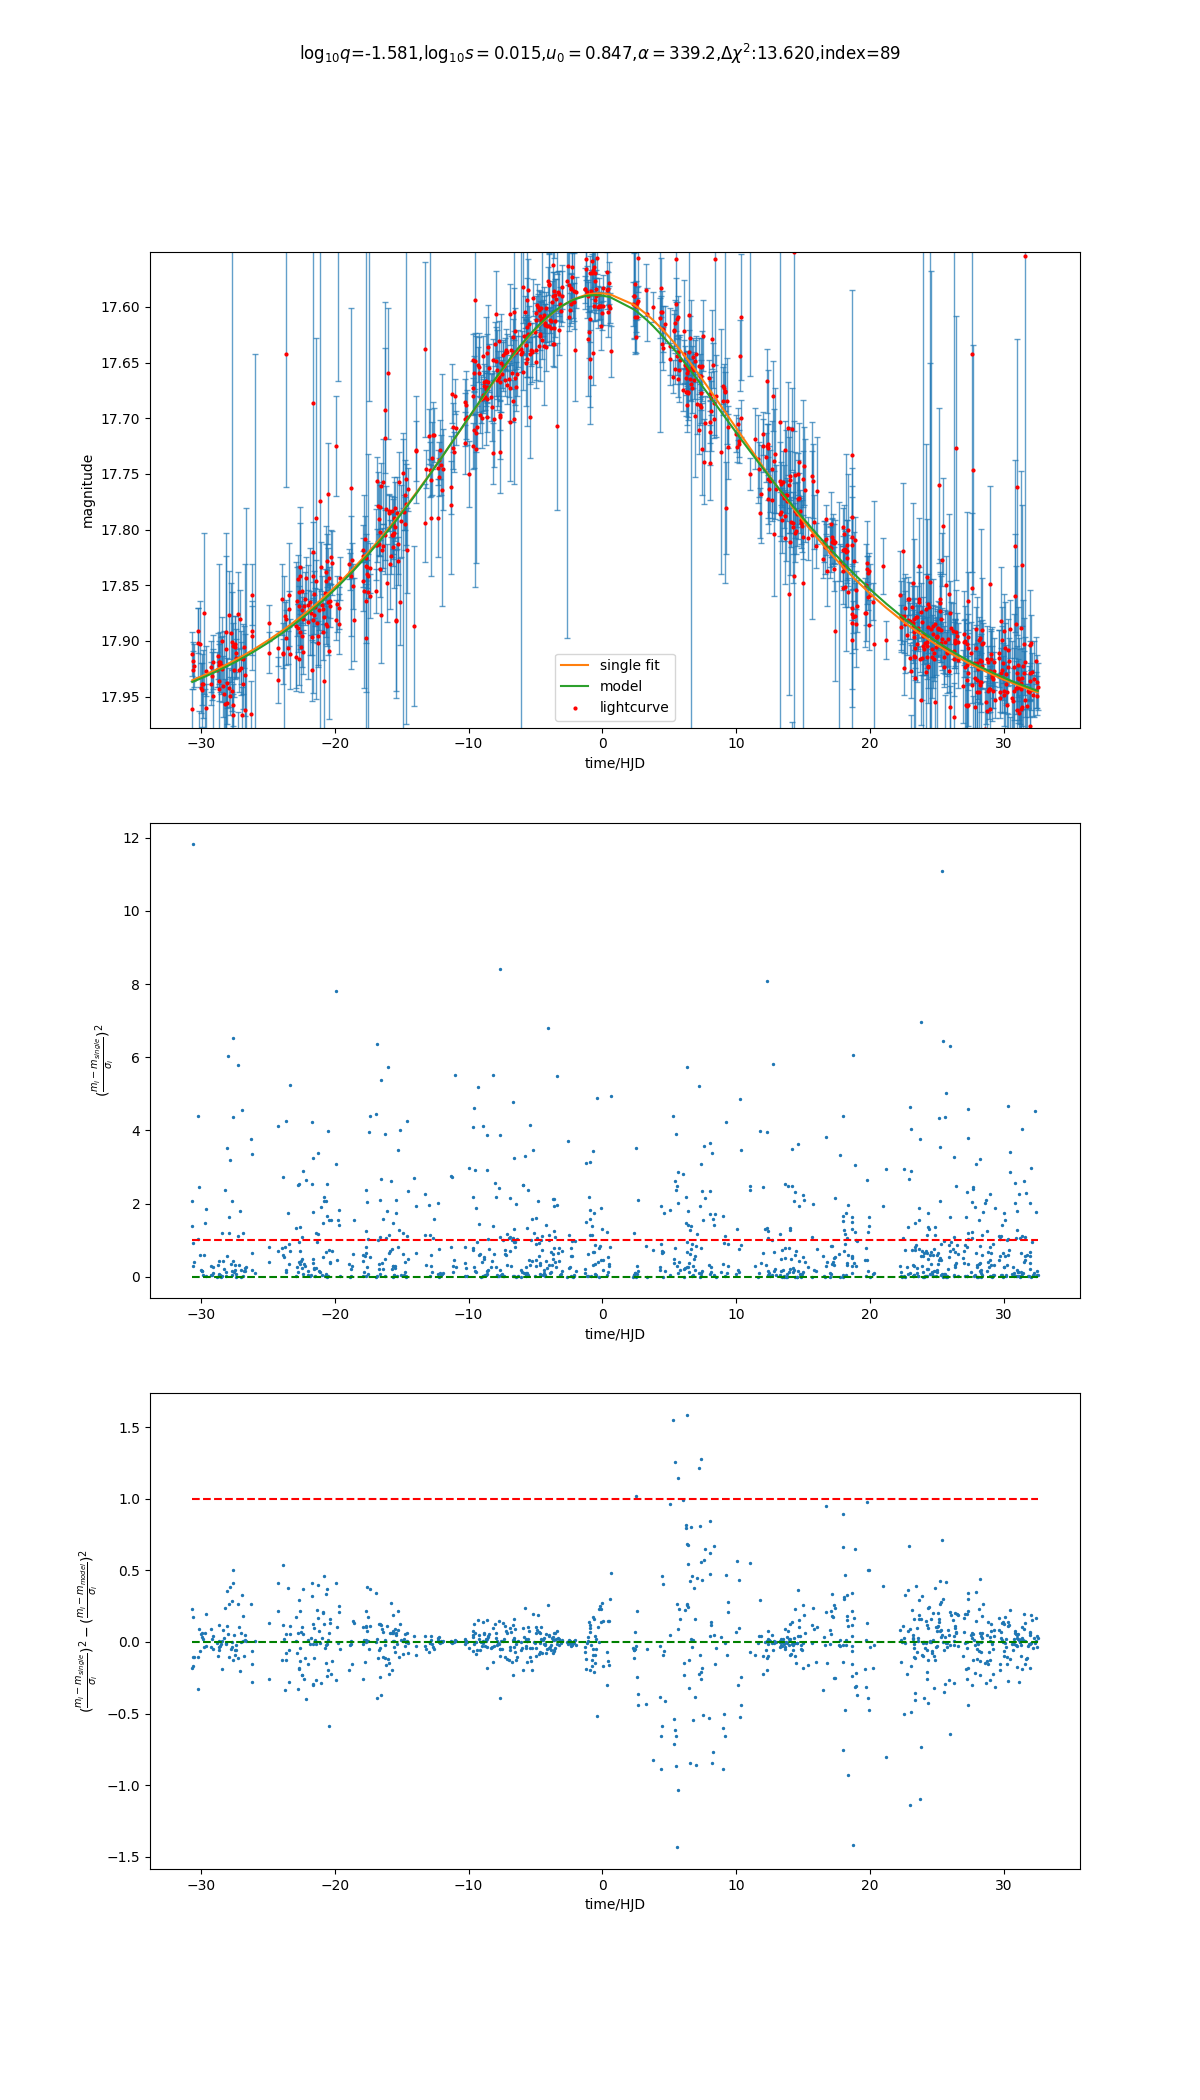 log₁₀q=-1.581,log₁₀s = 0.015,u₀ = 0.847,α = 339.2,Δχ²:13.620,index=89
17.60
17.65
17.70
17.75
17.80
17.85
17.90
17.95
magnitude
single fit
model
lightcurve
−30 −20 −10 0 10 20 30
time/HJD
12
10
8
6
4
2
0
((mᵢ − m_single)/σᵢ)²
−30 −20 −10 0 10 20 30
time/HJD
1.5
1.0
0.5
0.0
−0.5
−1.0
−1.5
((mᵢ − m_single)/σᵢ)² − ((mᵢ − m_model)/σᵢ)²
−30 −20 −10 0 10 20 30
time/HJD